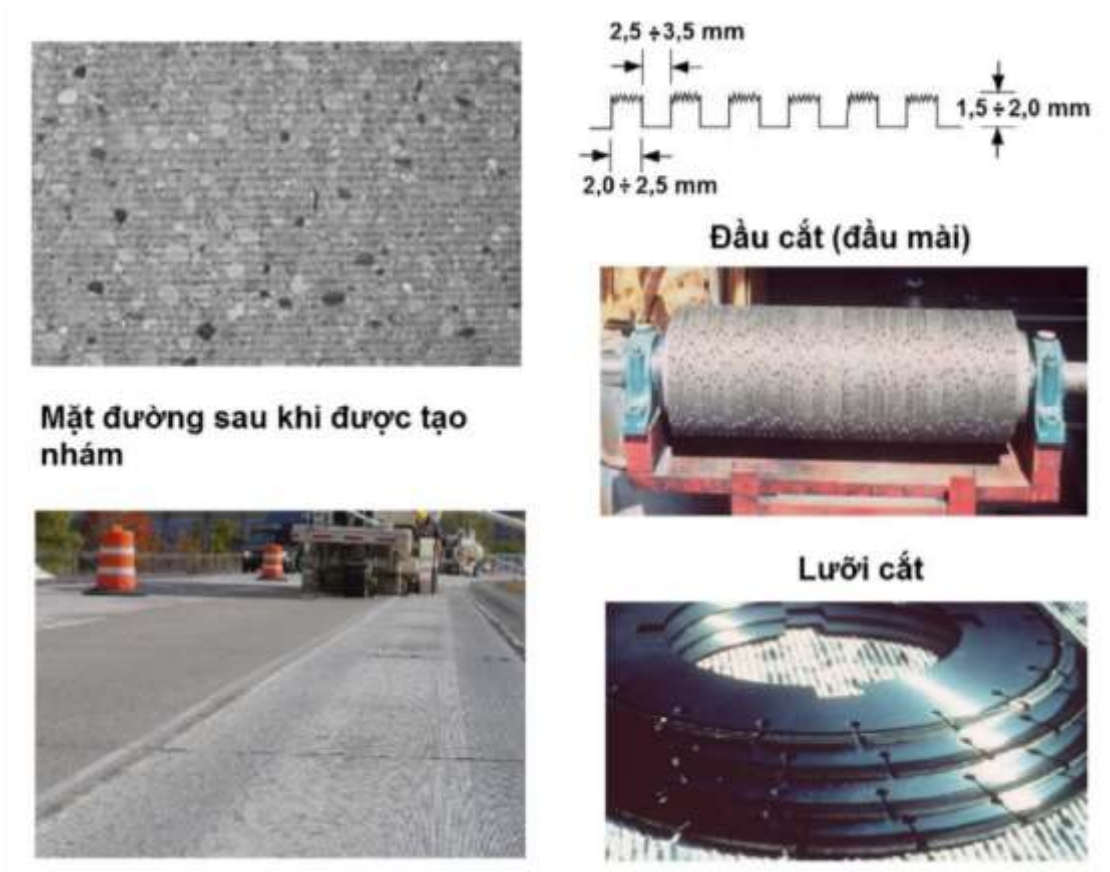 2,5 ÷3,5 mm
1,5 ÷2,0 mm
2,0 ÷ 2,5 mm
Đầu cắt (đầu mài)
Mặt đường sau khi được tạo
nhám
Lưỡi cắt